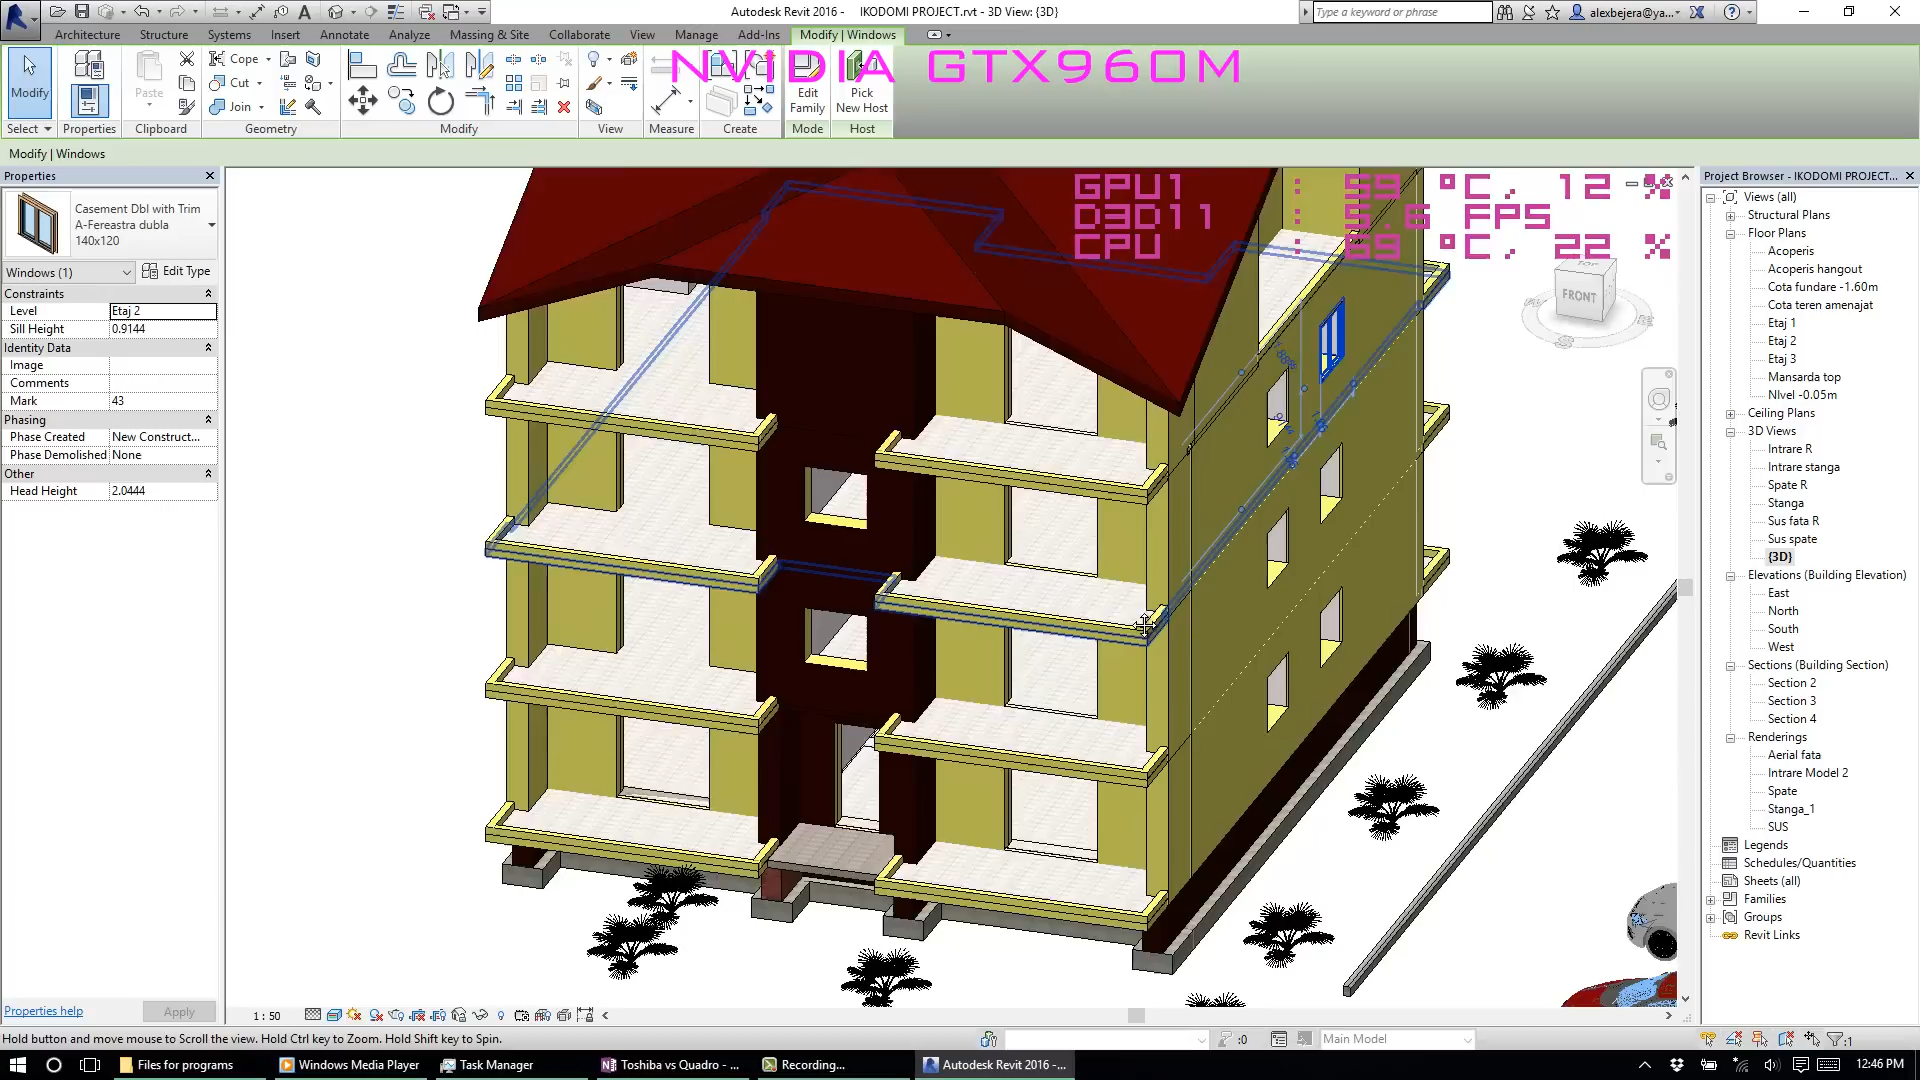 Autodesk Revit 2016 - IKODOMI PROJECT.rvt - 3D View: {3D}
Type a keyword or phrase
alexbejera@ya...
Architecture Structure Systems Insert Annotate Analyze Massing & Site Collaborate View Manage Add-Ins Modify | Windows
NVIDIA GTX960M
Modify
Paste
Cope
Cut
Join
Edit Family
Pick New Host
Select Properties Clipboard Geometry Modify View Measure Create Mode Host
Modify | Windows
Properties
Casement Dbl with Trim
A-Fereastra dubla
140x120
Windows (1)
Edit Type
Constraints
Level Etaj 2
Sill Height 0.9144
Identity Data
Image
Comments
Mark 43
Phasing
Phase Created New Construct...
Phase Demolished None
Other
Head Height 2.0444
Properties help
Apply
GPU1 : 59 °C, 12 %
D3D11 : 5.6 FPS
CPU : 69 °C, 22 %
TOP
FRONT
Project Browser - IKODOMI PROJECT...
Views (all)
Structural Plans
Floor Plans
Acoperis
Acoperis hangout
Cota fundare -1.60m
Cota teren amenajat
Etaj 1
Etaj 2
Etaj 3
Mansarda top
NIvel -0.05m
Ceiling Plans
3D Views
Intrare R
Intrare stanga
Spate R
Stanga
Sus fata R
Sus spate
{3D}
Elevations (Building Elevation)
East
North
South
West
Sections (Building Section)
Section 2
Section 3
Section 4
Renderings
Aerial fata
Intrare Model 2
Spate
Stanga_1
SUS
Legends
Schedules/Quantities
Sheets (all)
Families
Groups
Revit Links
1 : 50
Hold button and move mouse to Scroll the view. Hold Ctrl key to Zoom. Hold Shift key to Spin.
:0
Main Model
:1
Files for programs
Windows Media Player
Task Manager
Toshiba vs Quadro - ...
Recording...
Autodesk Revit 2016 -...
12:46 PM